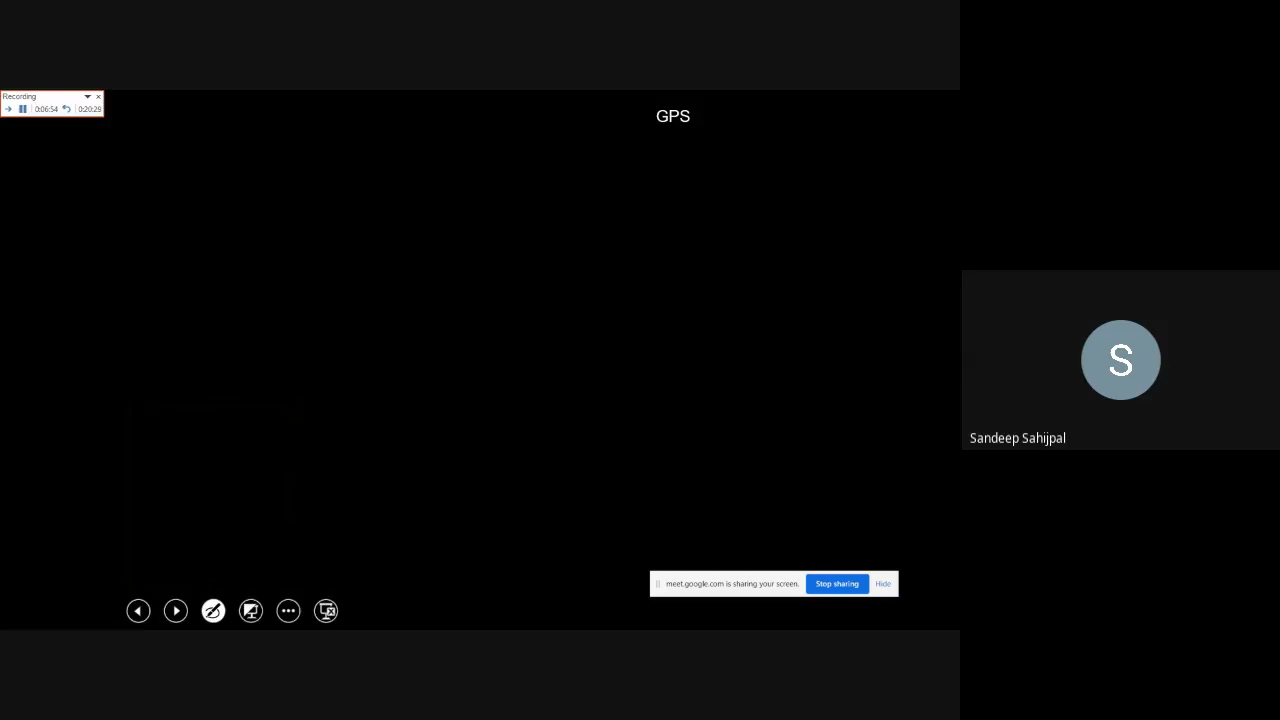 Recording
0:06:54
0:20:29
GPS
S
Sandeep Sahijpal
meet.google.com is sharing your screen.
Stop sharing
Hide